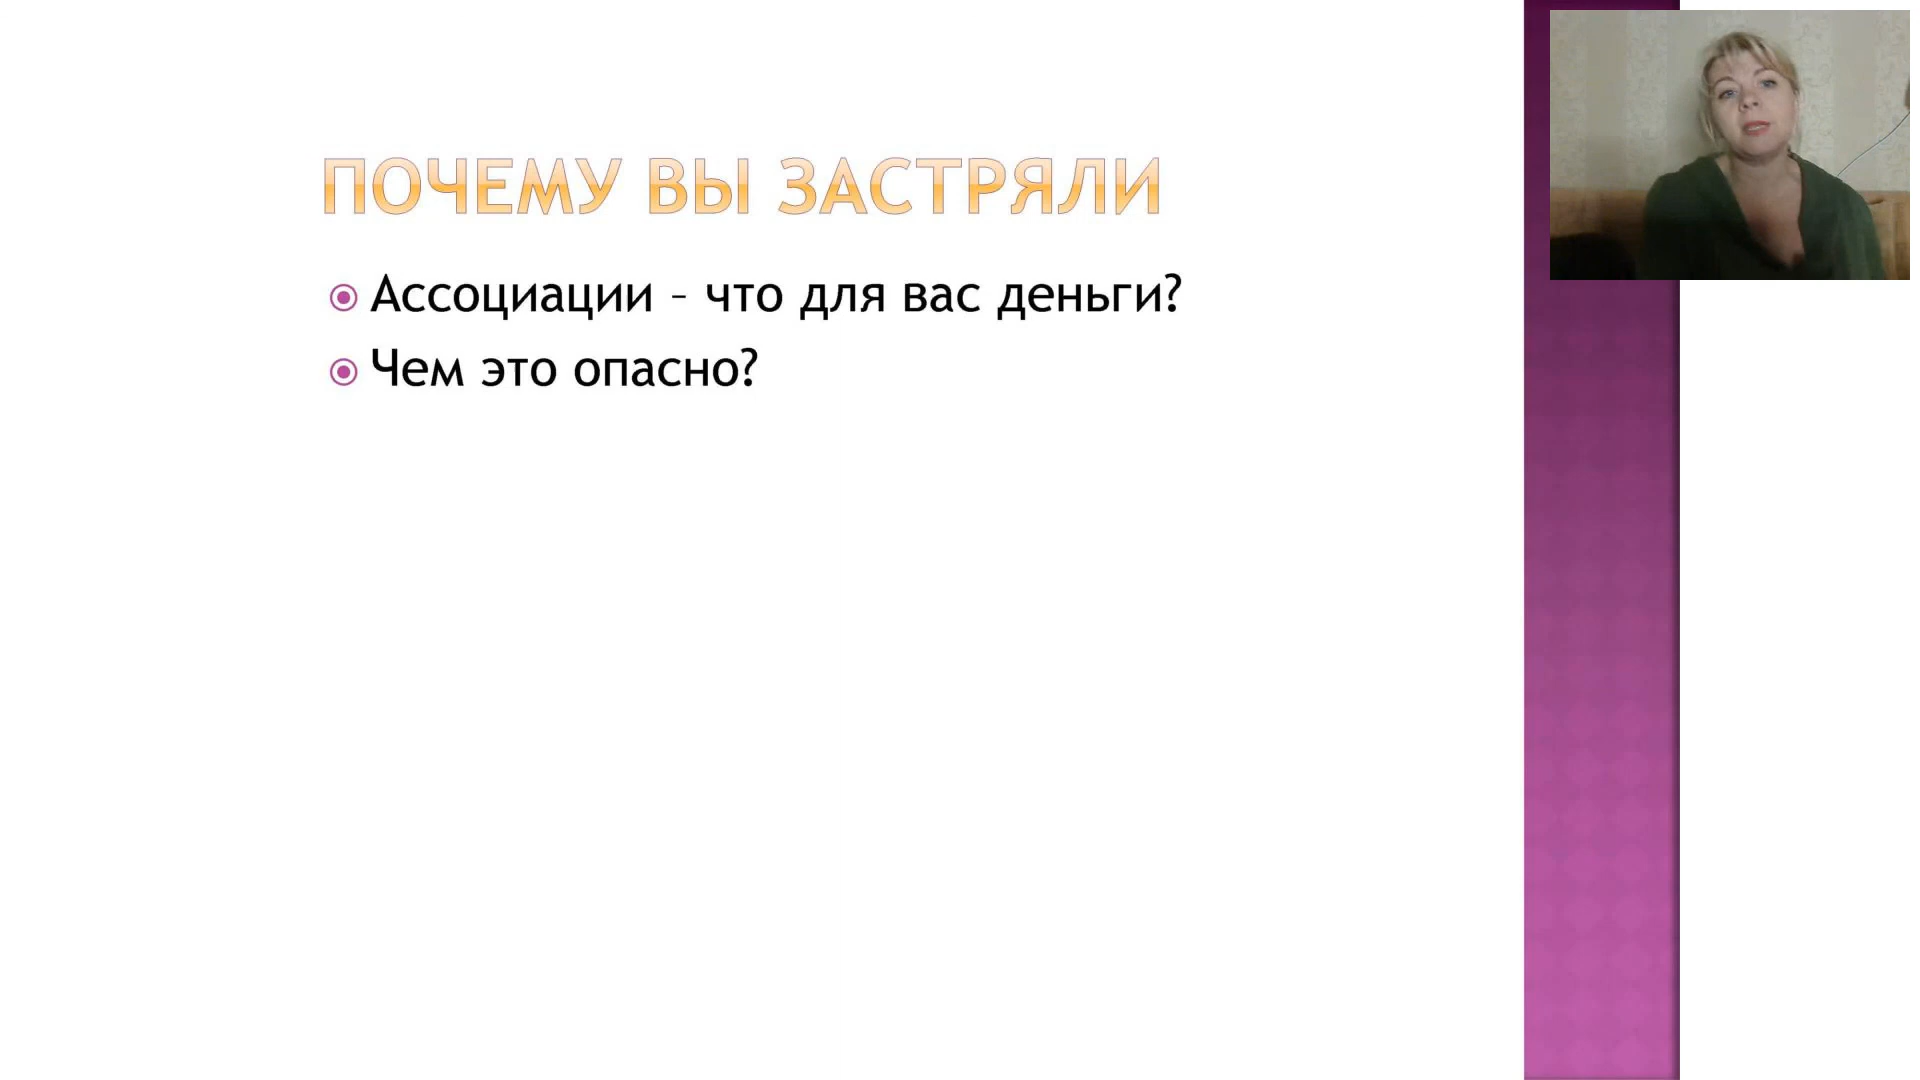 ПОЧЕМУ ВЫ ЗАСТРЯЛИ
Ассоциации – что для вас деньги?
Чем это опасно?